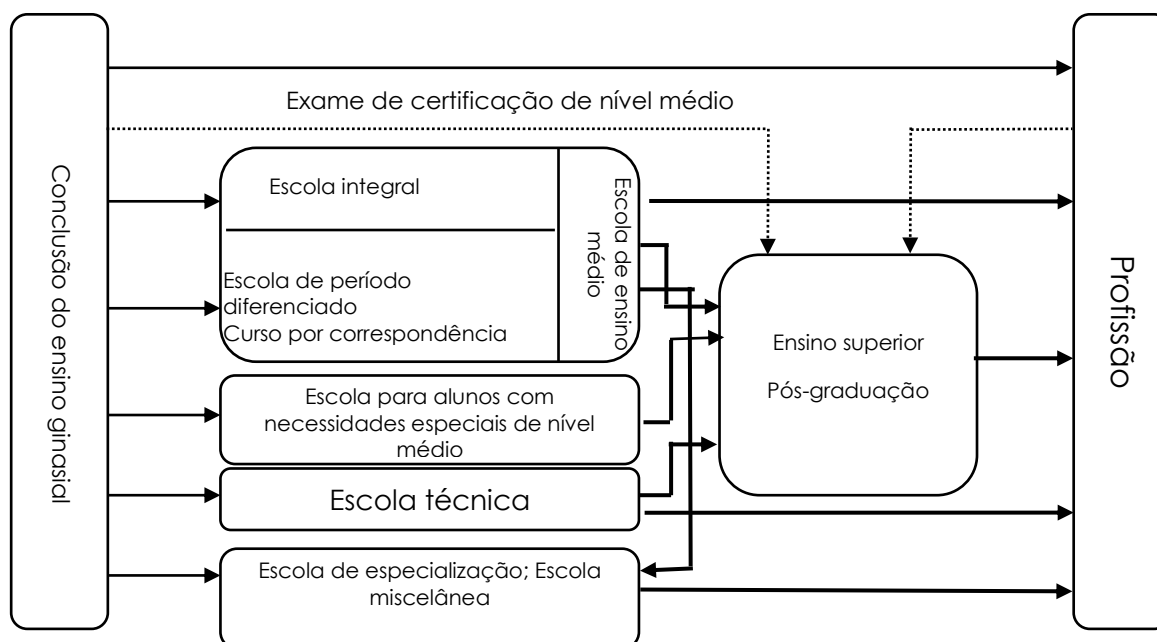 Conclusão do ensino ginasial
Exame de certificação de nível médio
Escola integral
Escola de período
diferenciado
Curso por correspondência
Escola de ensino
médio
Escola para alunos com
necessidades especiais de nível
médio
Escola técnica
Escola de especialização; Escola
miscelânea
Ensino superior
Pós-graduação
Profissão